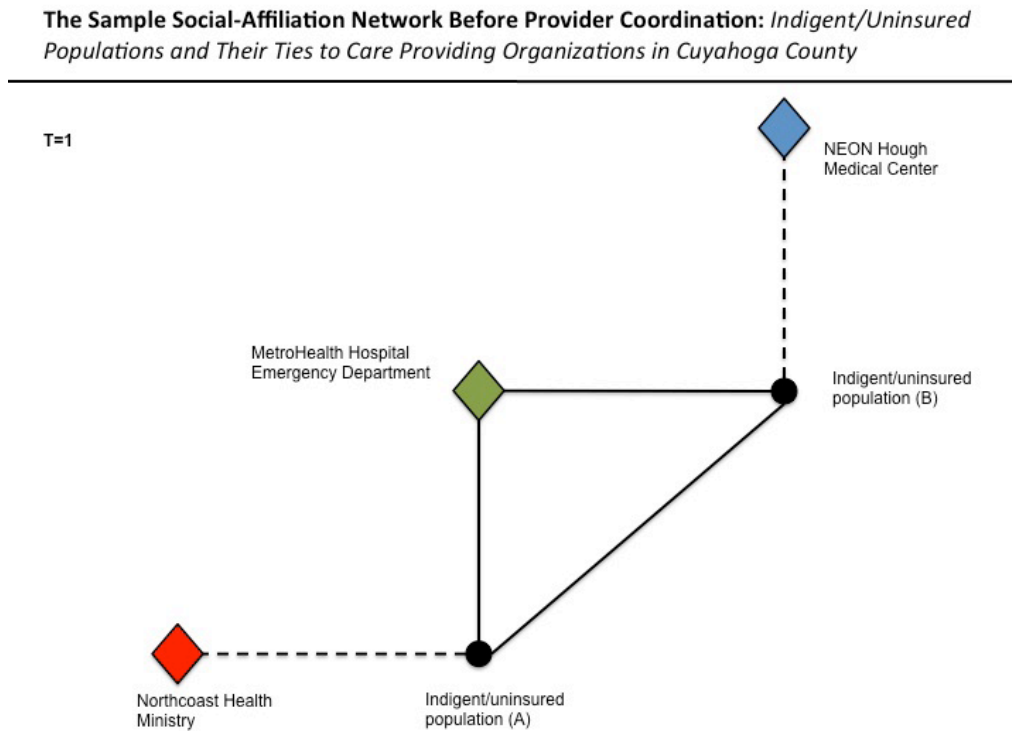 The Sample Social-Affiliation Network Before Provider Coordination: Indigent/Uninsured
Populations and Their Ties to Care Providing Organizations in Cuyahoga County
T=1
NEON Hough
Medical Center
MetroHealth Hospital
Emergency Department
Indigent/uninsured
population (B)
Northcoast Health
Ministry
Indigent/uninsured
population (A)